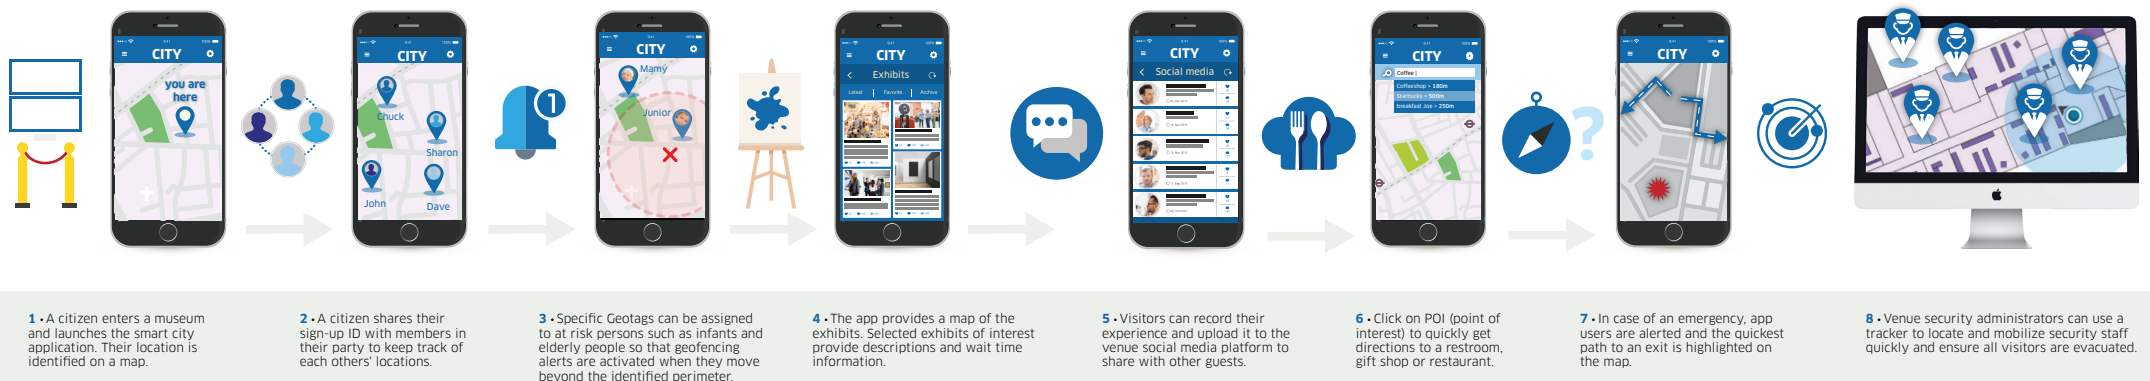 CITY
you are
here
CITY
Chuck
Sharon
John
Dave
1
CITY
Mamy
Junior
CITY
Exhibits
Latest
Favorite
Archive
CITY
Social media
CITY
Coffee |
Coffeeshop > 180m
Starbucks > 500m
breakfast Joe > 250m
?
CITY
1 • A citizen enters a museum
and launches the smart city
application. Their location is
identified on a map.
2 • A citizen shares their
sign-up ID with members in
their party to keep track of
each others’ locations.
3 • Specific Geotags can be assigned
to at risk persons such as infants and
elderly people so that geofencing
alerts are activated when they move
beyond the identified perimeter.
4 • The app provides a map of the
exhibits. Selected exhibits of interest
provide descriptions and wait time
information.
5 • Visitors can record their
experience and upload it to the
venue social media platform to
share with other guests.
6 • Click on POI (point of
interest) to quickly get
directions to a restroom,
gift shop or restaurant.
7 • In case of an emergency, app
users are alerted and the quickest
path to an exit is highlighted on
the map.
8 • Venue security administrators can use a
tracker to locate and mobilize security staff
quickly and ensure all visitors are evacuated.